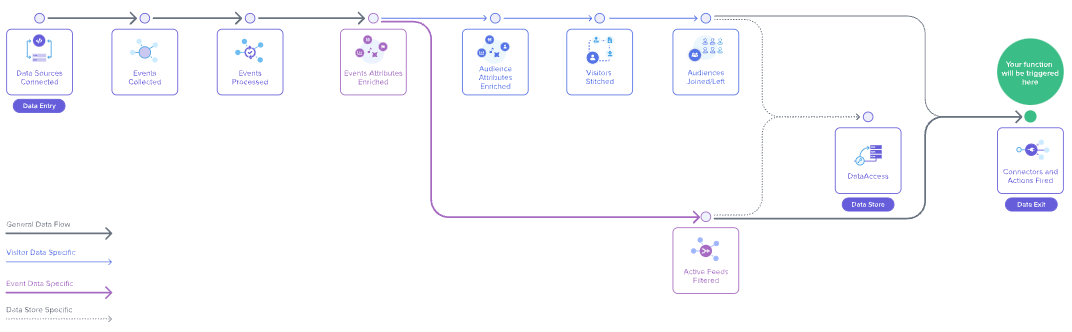 Data Sources
Connected
Data Entry
Events
Collected
Events
Processed
Events Attributes
Enriched
Audience
Attributes
Enriched
Visitors
Stitched
Audiences
Joined/Left
Your function
will be triggered
here
DataAccess
Data Store
Connectors and
Actions Fired
Data Exit
Active Feeds
Filtered
General Data Flow
Visitor Data Specific
Event Data Specific
Data Store Specific